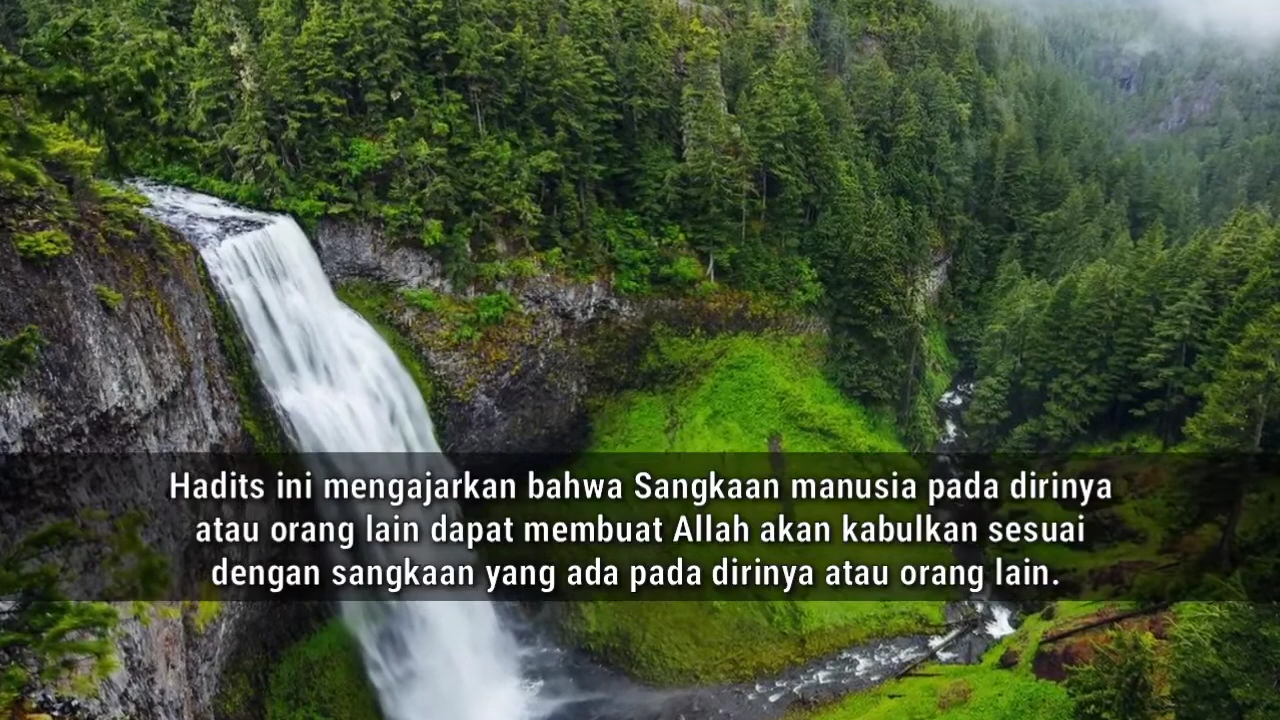 Hadits ini mengajarkan bahwa Sangkaan manusia pada dirinya
atau orang lain dapat membuat Allah akan kabulkan sesuai
dengan sangkaan yang ada pada dirinya atau orang lain.